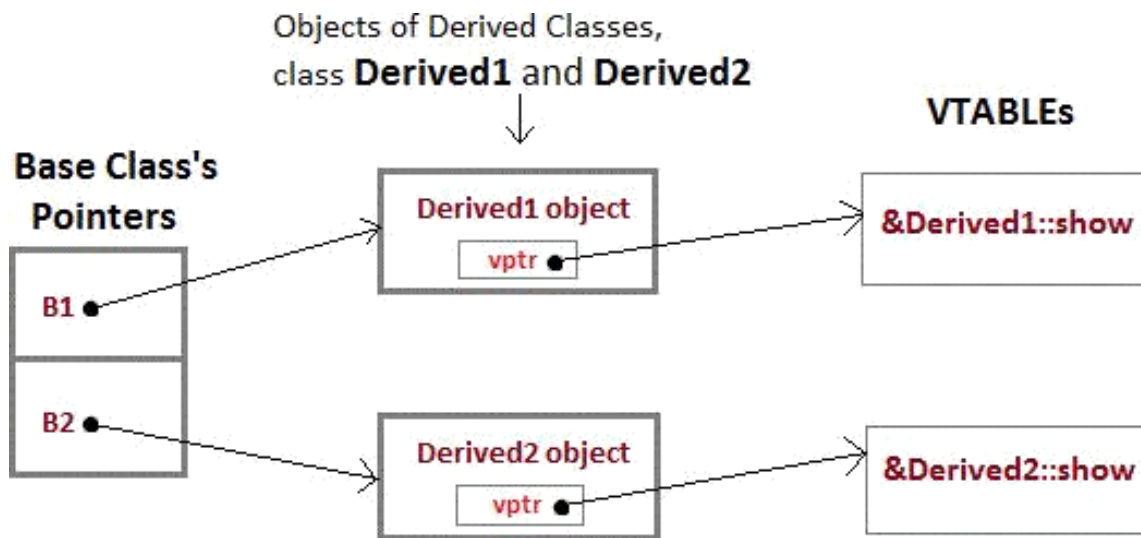 Objects of Derived Classes,
class Derived1 and Derived2
VTABLEs
Base Class's
Pointers
Derived1 object
vptr
&Derived1::show
B1
B2
Derived2 object
vptr
&Derived2::show